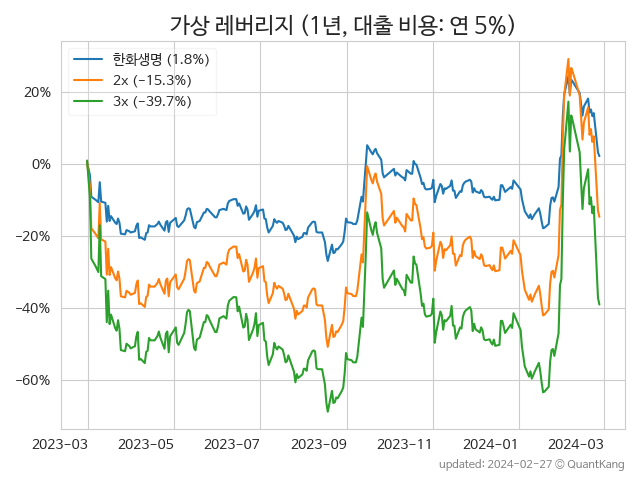 가상 레버리지 (1년, 대출 비용: 연 5%)
한화생명 (1.8%)
2x (−15.3%)
3x (−39.7%)
20%
0%
−20%
−40%
−60%
2023-03 2023-05 2023-07 2023-09 2023-11 2024-01 2024-03
updated: 2024-02-27 © QuantKang